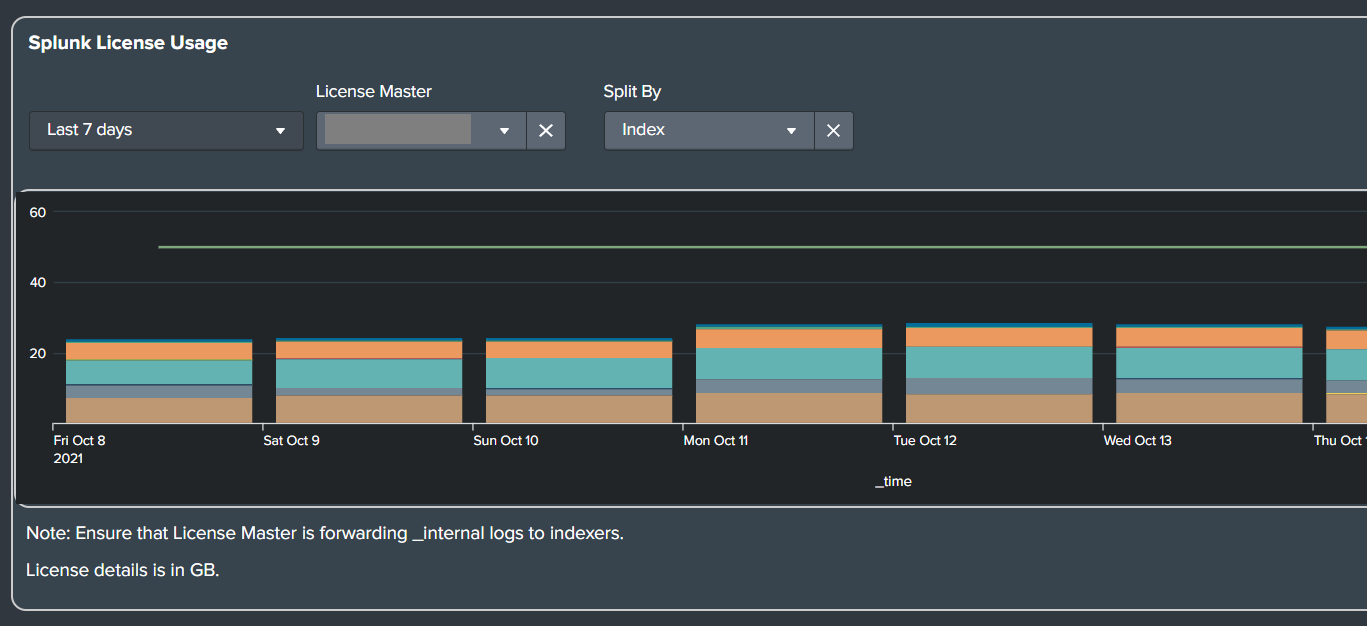 Splunk License Usage
License Master
Split By
Last 7 days
Index
60
40
20
Fri Oct 8
2021
Sat Oct 9
Sun Oct 10
Mon Oct 11
Tue Oct 12
Wed Oct 13
Thu Oct
_time
Note: Ensure that License Master is forwarding _internal logs to indexers.
License details is in GB.